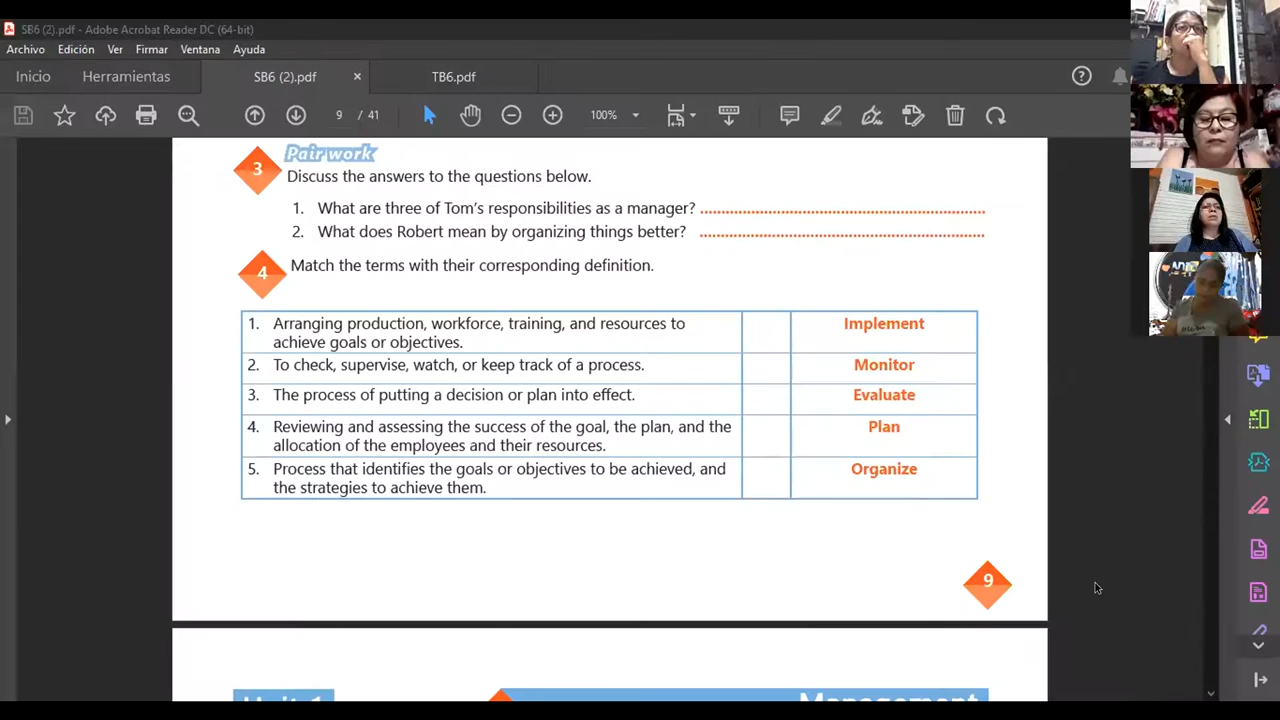 SB6 (2).pdf - Adobe Acrobat Reader DC (64-bit)
Archivo Edición Ver Firmar Ventana Ayuda
Inicio Herramientas SB6 (2).pdf × TB6.pdf
9 / 41 100%
3 Pair work
Discuss the answers to the questions below.
1. What are three of Tom's responsibilities as a manager? ........................................................................
2. What does Robert mean by organizing things better? ........................................................................
4 Match the terms with their corresponding definition.
1. Arranging production, workforce, training, and resources to achieve goals or objectives. Implement
2. To check, supervise, watch, or keep track of a process. Monitor
3. The process of putting a decision or plan into effect. Evaluate
4. Reviewing and assessing the success of the goal, the plan, and the allocation of the employees and their resources. Plan
5. Process that identifies the goals or objectives to be achieved, and the strategies to achieve them. Organize
9
Unit 1 Management